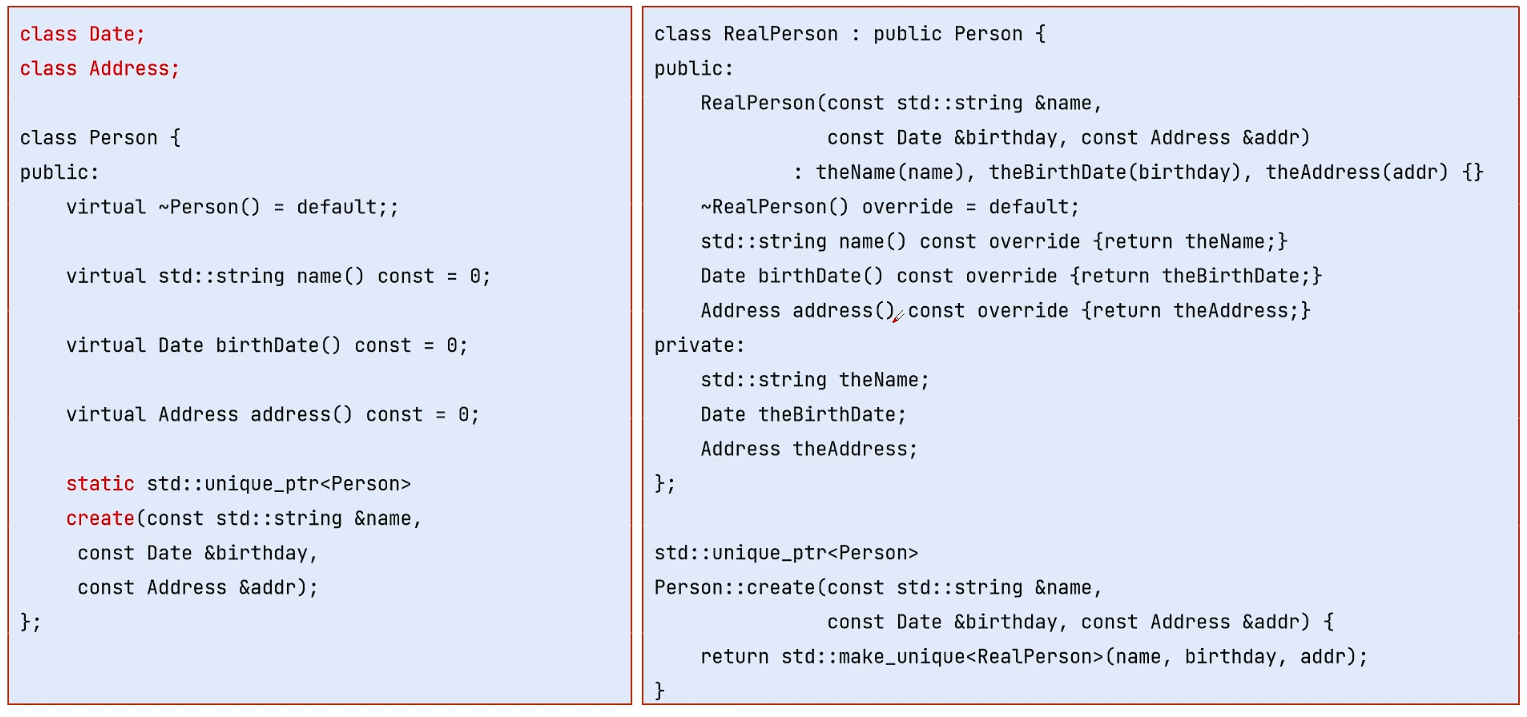 class Date;
class Address;
class Person {
public:
    virtual ~Person() = default;;
    virtual std::string name() const = 0;
    virtual Date birthDate() const = 0;
    virtual Address address() const = 0;
    static std::unique_ptr<Person>
    create(const std::string &name,
     const Date &birthday,
     const Address &addr);
};
class RealPerson : public Person {
public:
    RealPerson(const std::string &name,
               const Date &birthday, const Address &addr)
            : theName(name), theBirthDate(birthday), theAddress(addr) {}
    ~RealPerson() override = default;
    std::string name() const override {return theName;}
    Date birthDate() const override {return theBirthDate;}
    Address address() const override {return theAddress;}
private:
    std::string theName;
    Date theBirthDate;
    Address theAddress;
};
std::unique_ptr<Person>
Person::create(const std::string &name,
               const Date &birthday, const Address &addr) {
    return std::make_unique<RealPerson>(name, birthday, addr);
}